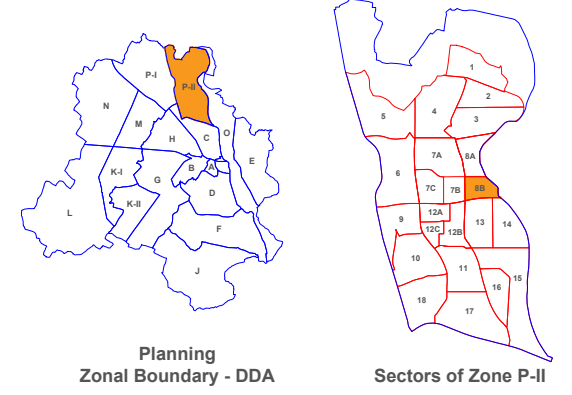 P-I
P-II
N
M
H
C
O
E
K-I
G
B
A
D
L
K-II
F
J
Planning
Zonal Boundary - DDA
1
2
3
4
5
7A
8A
6
7C
7B
8B
9
12A
12C
12B
13
14
10
11
15
16
18
17
Sectors of Zone P-II